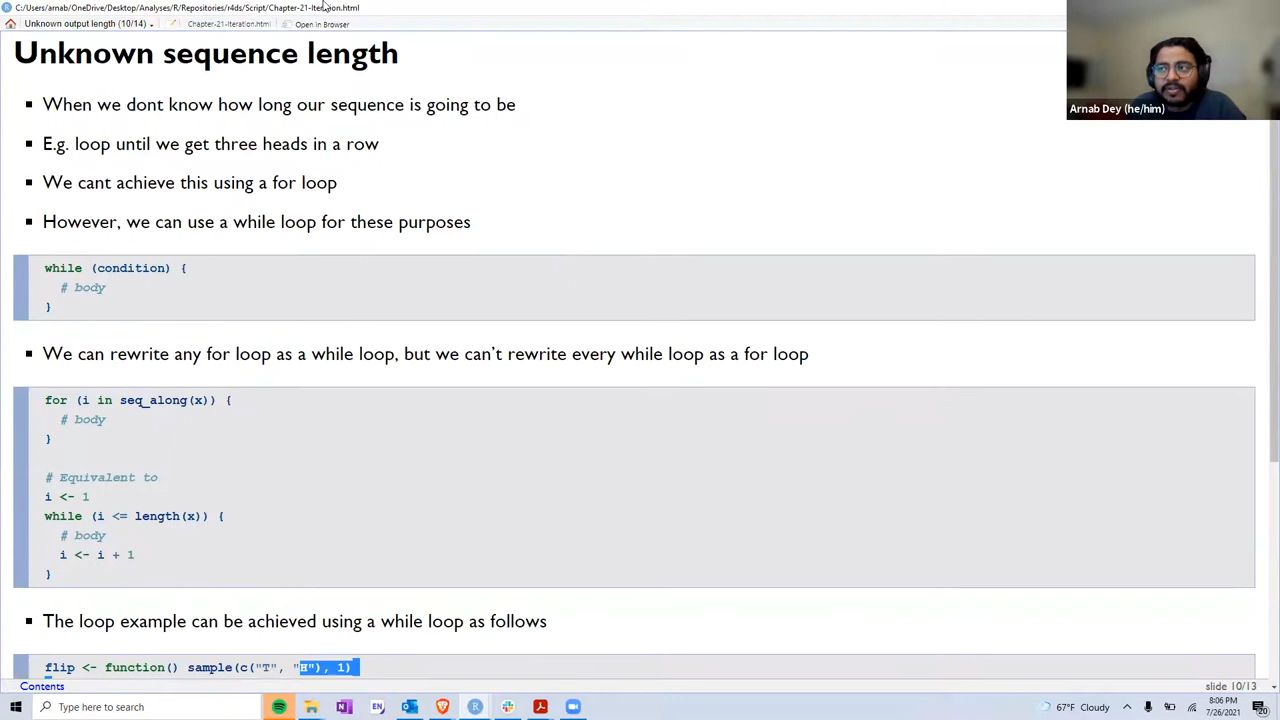 C:/Users/arnab/OneDrive/Desktop/Analyses/R/Repositories/r4ds/Script/Chapter-21-Iteration.html
Unknown output length (10/14)
Chapter-21-Iteration.html
Open in Browser
Arnab Dey (he/him)
Unknown sequence length
When we dont know how long our sequence is going to be
E.g. loop until we get three heads in a row
We cant achieve this using a for loop
However, we can use a while loop for these purposes
while (condition) {
# body
}
We can rewrite any for loop as a while loop, but we can't rewrite every while loop as a for loop
for (i in seq_along(x)) {
# body
}
# Equivalent to
i <- 1
while (i <= length(x)) {
# body
i <- i + 1
}
The loop example can be achieved using a while loop as follows
flip <- function() sample(c("T", "H"), 1)
Contents
slide 10/13
Type here to search
EN
67°F Cloudy
8:06 PM
7/26/2021
20